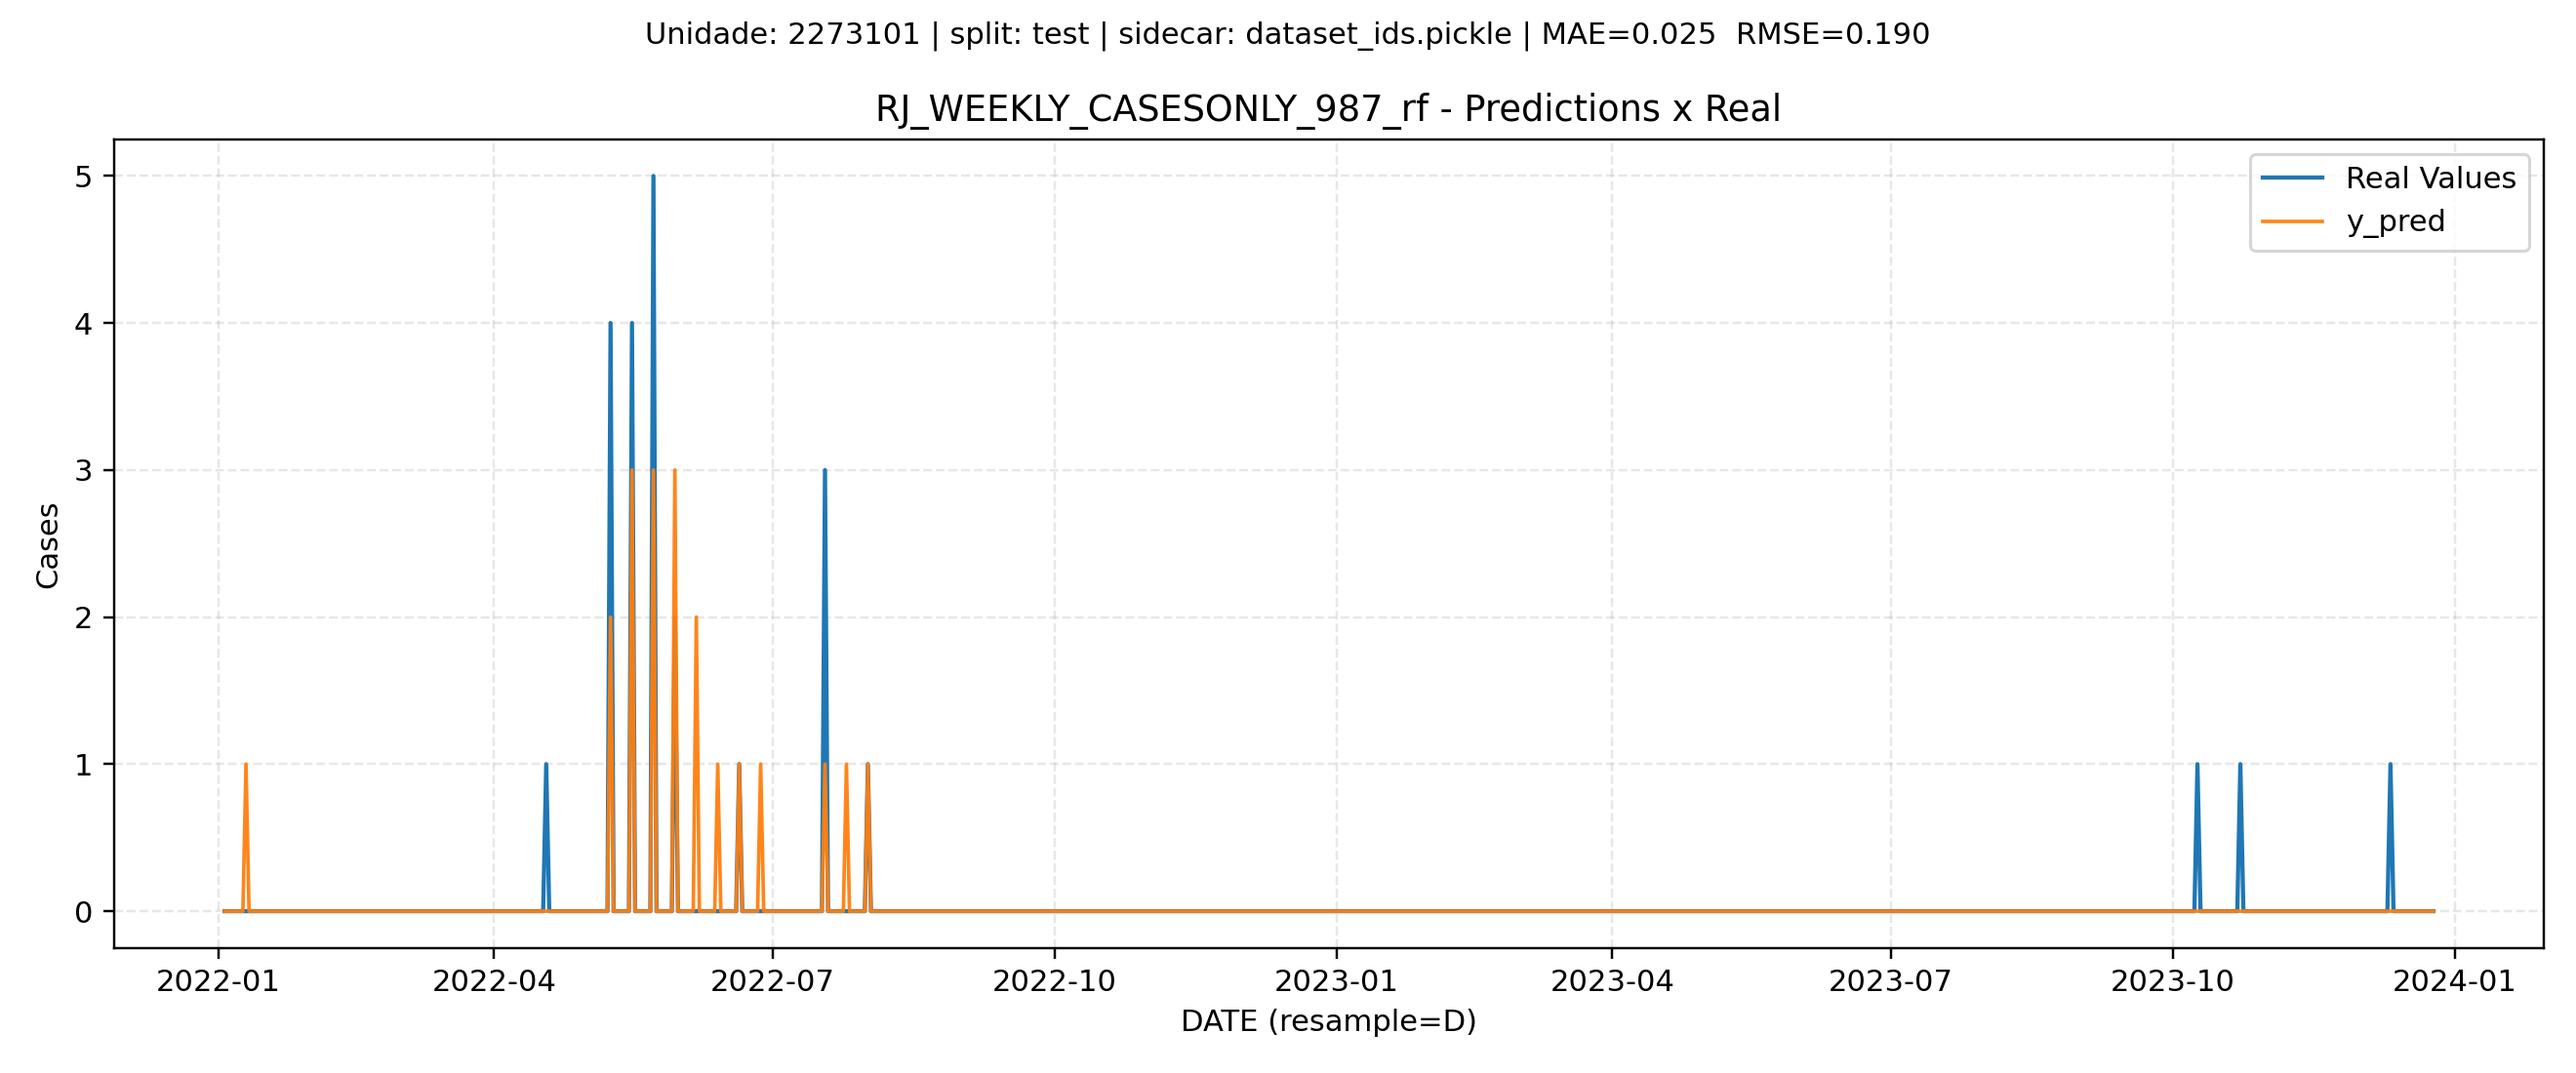 Unidade: 2273101 | split: test | sidecar: dataset_ids.pickle | MAE=0.025  RMSE=0.190
RJ_WEEKLY_CASESONLY_987_rf - Predictions x Real
Real Values
y_pred
5
4
3
2
1
0
Cases
2022-01
2022-04
2022-07
2022-10
2023-01
2023-04
2023-07
2023-10
2024-01
DATE (resample=D)